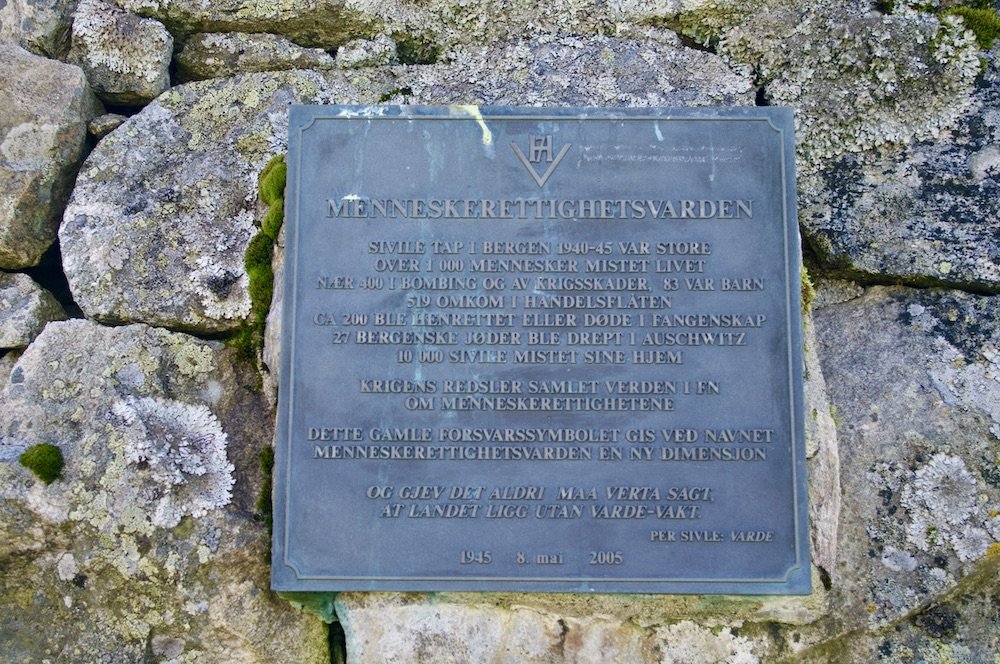 MENNESKERETTIGHETSVARDEN
SIVILE TAP I BERGEN 1940-45 VAR STORE
OVER 1 000 MENNESKER MISTET LIVET
NÆR 400 I BOMBING OG AV KRIGSSKADER, 83 VAR BARN
519 OMKOM I HANDELSFLÅTEN
CA 200 BLE HENRETTET ELLER DØDE I FANGENSKAP
27 BERGENSKE JØDER BLE DREPT I AUSCHWITZ
10 000 SIVILE MISTET SINE HJEM
KRIGENS REDSLER SAMLET VERDEN I FN
OM MENNESKERETTIGHETENE
DETTE GAMLE FORSVARSSYMBOLET GIS VED NAVNET
MENNESKERETTIGHETSVARDEN EN NY DIMENSJON
OG GJEV DET ALDRI MAA VERTA SAGT,
AT LANDET LIGG UTAN VARDE-VAKT.
PER SIVLE: VARDE
1945 8. mai 2005